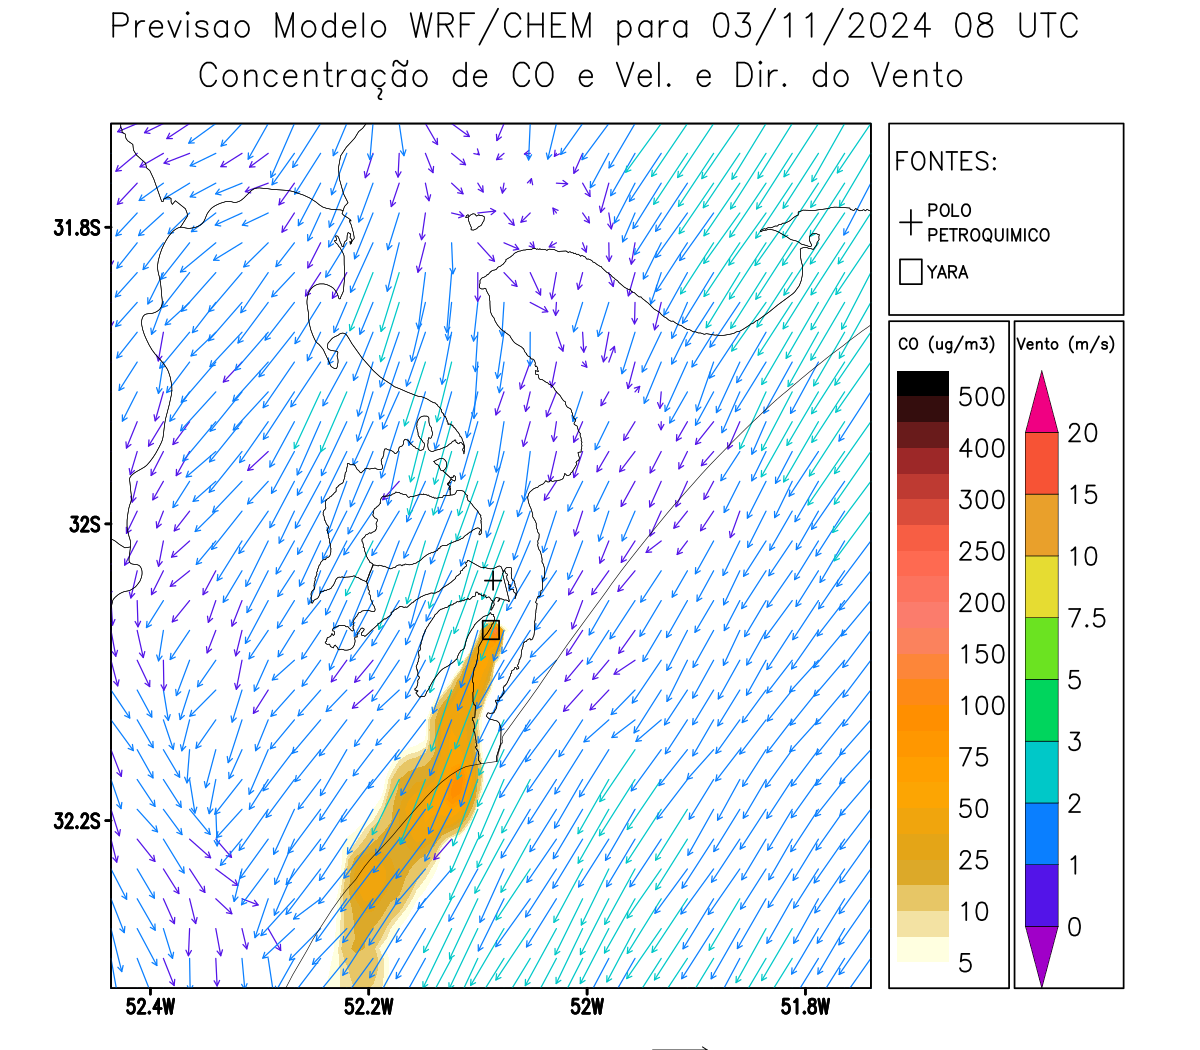 Previsao Modelo WRF/CHEM para 03/11/2024 08 UTC
Concentração de CO e Vel. e Dir. do Vento
FONTES:
POLO
PETROQUIMICO
YARA
CO (ug/m3)
500
400
300
250
200
150
100
75
50
25
10
5
Vento (m/s)
20
15
10
7.5
5
3
2
1
0
31.8S
32S
32.2S
52.4W
52.2W
52W
51.8W